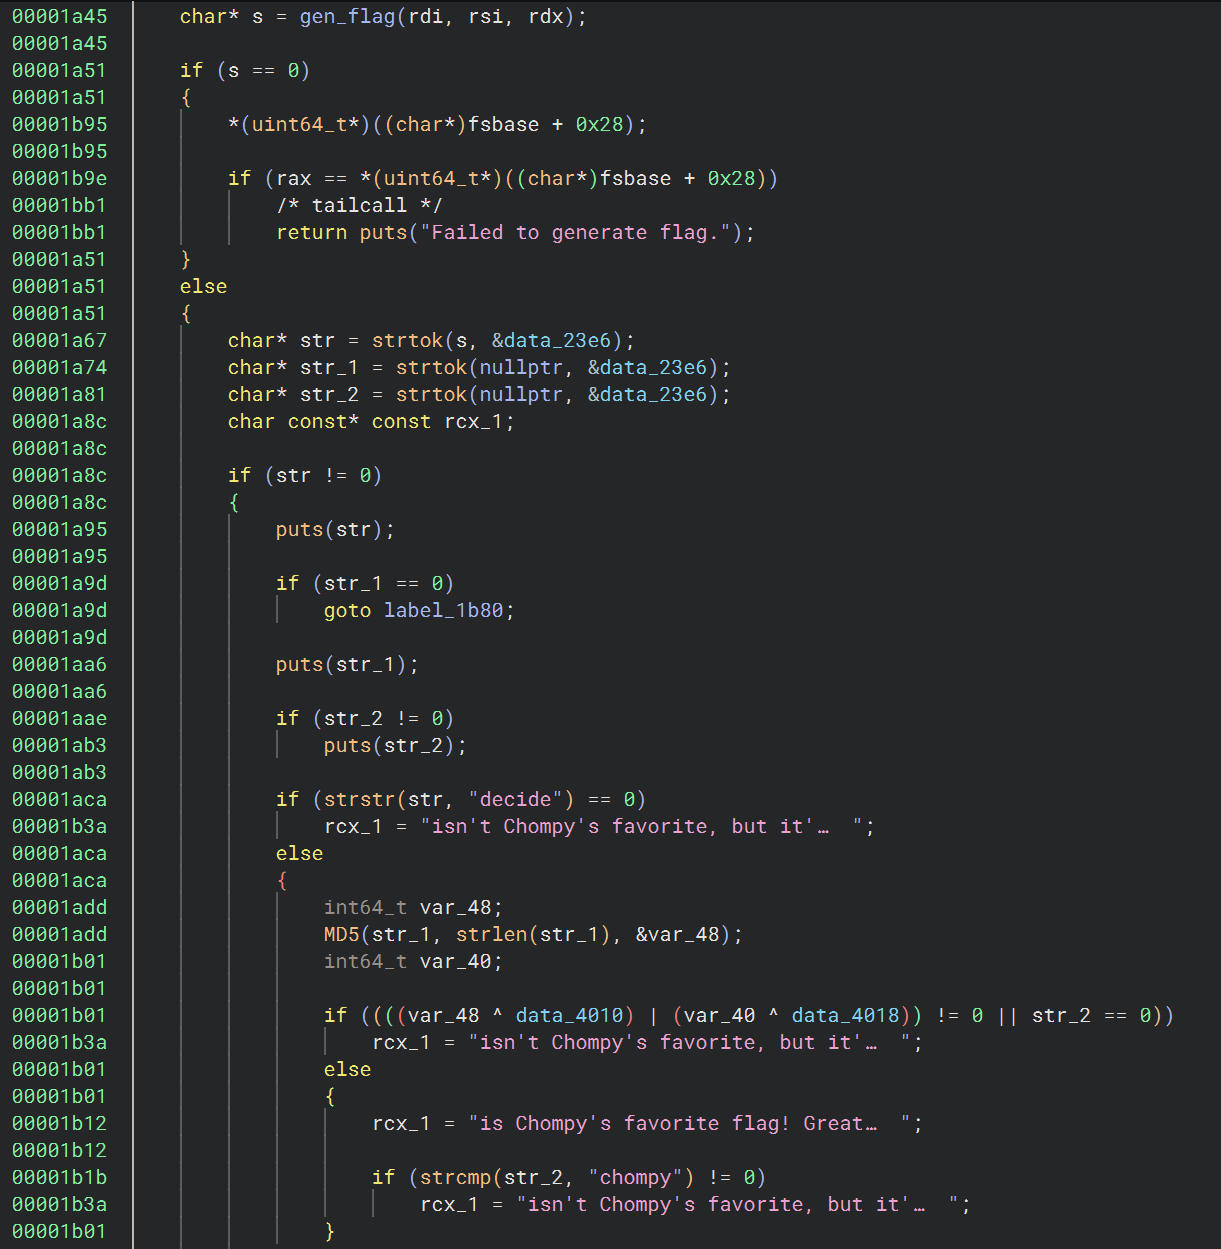 00001a45 char* s = gen_flag(rdi, rsi, rdx);
00001a45
00001a51 if (s == 0)
00001a51 {
00001b95 *(uint64_t*)((char*)fsbase + 0x28);
00001b95
00001b9e if (rax == *(uint64_t*)((char*)fsbase + 0x28))
00001bb1 /* tailcall */
00001bb1 return puts("Failed to generate flag.");
00001a51 }
00001a51 else
00001a51 {
00001a67 char* str = strtok(s, &data_23e6);
00001a74 char* str_1 = strtok(nullptr, &data_23e6);
00001a81 char* str_2 = strtok(nullptr, &data_23e6);
00001a8c char const* const rcx_1;
00001a8c
00001a8c if (str != 0)
00001a8c {
00001a95 puts(str);
00001a95
00001a9d if (str_1 == 0)
00001a9d goto label_1b80;
00001a9d
00001aa6 puts(str_1);
00001aa6
00001aae if (str_2 != 0)
00001ab3 puts(str_2);
00001ab3
00001aca if (strstr(str, "decide") == 0)
00001b3a rcx_1 = "isn't Chompy's favorite, but it'… ";
00001aca else
00001aca {
00001add int64_t var_48;
00001add MD5(str_1, strlen(str_1), &var_48);
00001b01 int64_t var_40;
00001b01
00001b01 if ((((var_48 ^ data_4010) | (var_40 ^ data_4018)) != 0 || str_2 == 0))
00001b3a rcx_1 = "isn't Chompy's favorite, but it'… ";
00001b01 else
00001b01 {
00001b12 rcx_1 = "is Chompy's favorite flag! Great… ";
00001b12
00001b1b if (strcmp(str_2, "chompy") != 0)
00001b3a rcx_1 = "isn't Chompy's favorite, but it'… ";
00001b01 }